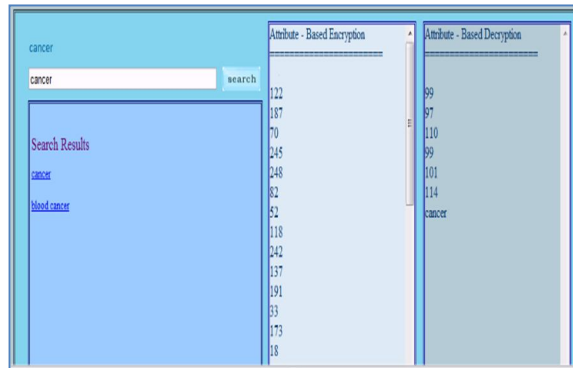 cancer
cancer
search
Search Results
cancer
blood cancer
Attribute - Based Encryption
======================
122
187
70
245
248
82
52
118
242
137
191
33
173
18
Attribute - Based Decryption
======================
99
97
110
99
101
114
cancer